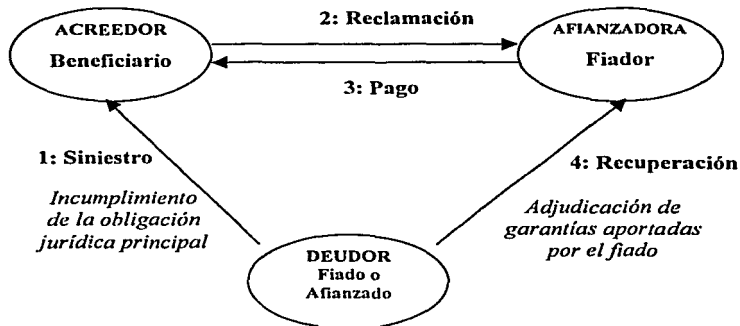 ACREEDOR
Beneficiario
2: Reclamación
AFIANZADORA
Fiador
3: Pago
1: Siniestro
Incumplimiento
de la obligación
jurídica principal
4: Recuperación
Adjudicación de
garantías aportadas
por el fiado
DEUDOR
Fiado o
Afianzado